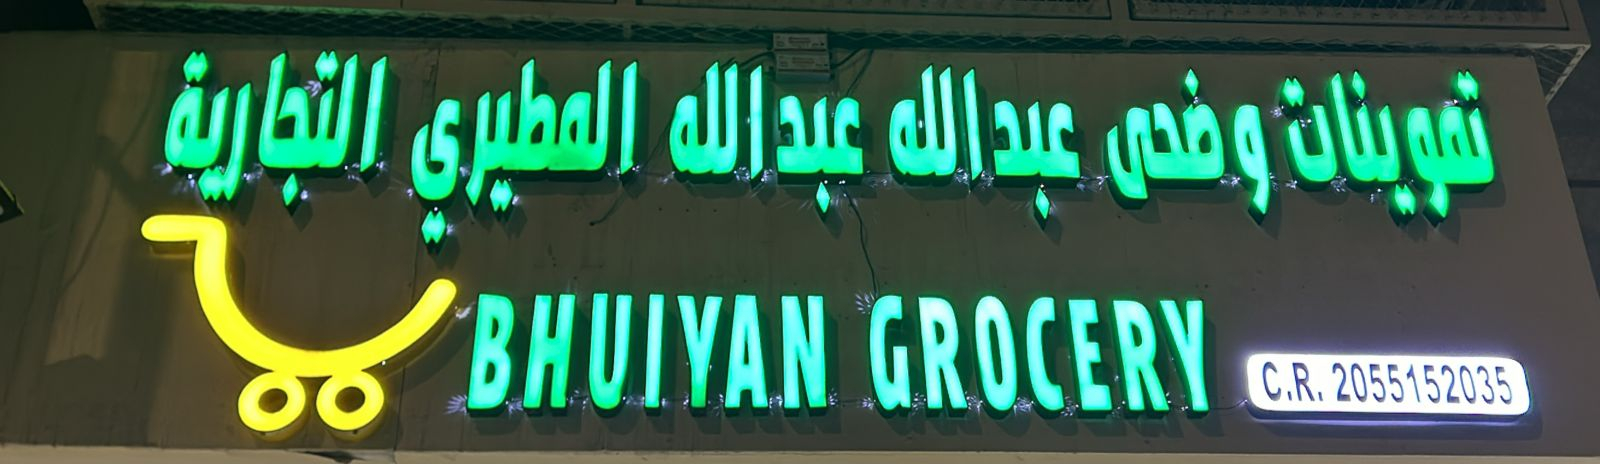 تموينات وضحى عبدالله عبدالله المطيري التجارية
BHUIYAN GROCERY
C.R. 2055152035